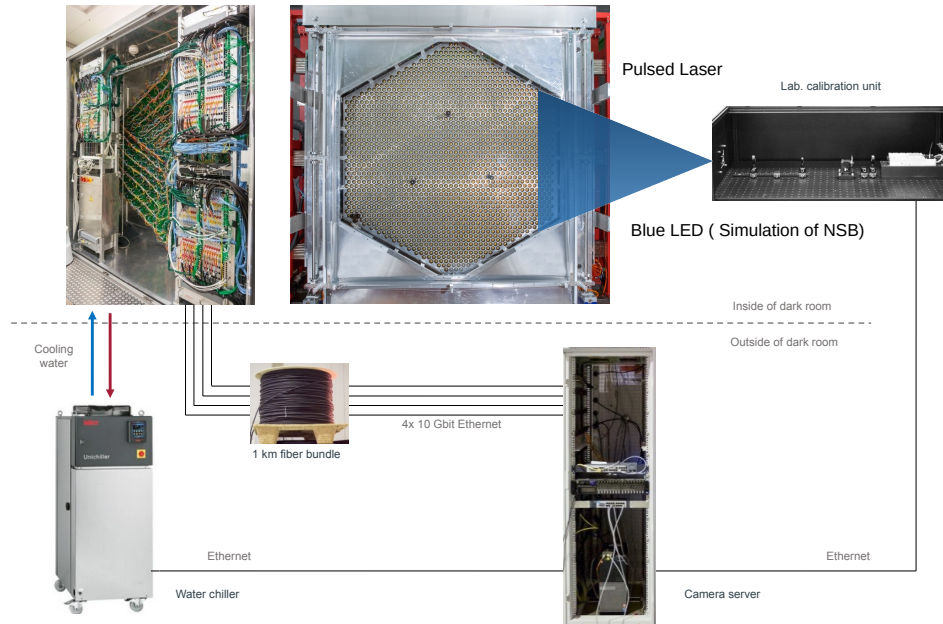 Pulsed Laser
Lab. calibration unit
Blue LED ( Simulation of NSB)
Inside of dark room
Outside of dark room
Cooling
water
4x 10 Gbit Ethernet
1 km fiber bundle
Unichiller
Ethernet
Ethernet
Water chiller
Camera server